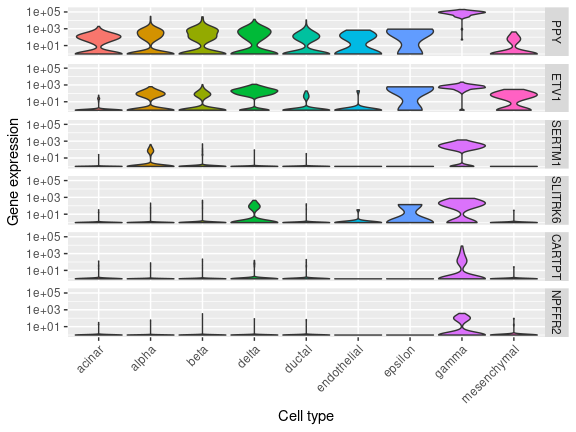 Gene expression
1e+05
1e+03
1e+01
PPY
1e+05
1e+03
1e+01
ETV1
1e+05
1e+03
1e+01
SERTM1
1e+05
1e+03
1e+01
SLITRK6
1e+05
1e+03
1e+01
CARTPT
1e+05
1e+03
1e+01
NPFFR2
acinar
alpha
beta
delta
ductal
endothelial
epsilon
gamma
mesenchymal
Cell type